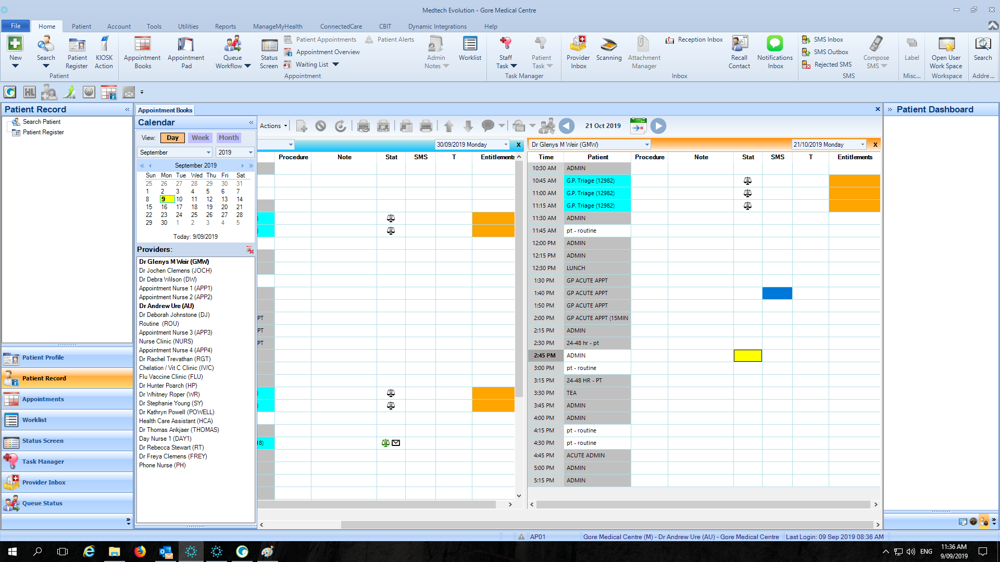 Medtech Evolution - Gore Medical Centre
File Home Patient Account Tools Utilities Reports ManageMyHealth ConnectedCare CBIT Dynamic Integrations Help
New
Search
Patient Register
KIOSK Action
Patient
Appointment Books
Appointment Pad
Queue Workflow
Status Screen
Patient Appointments
Appointment Overview
Waiting List
Patient Alerts
Admin Notes
Worklist
Appointment
Staff Task
Patient Task
Task Manager
Provider Inbox
Scanning
Attachment Manager
Reception Inbox
Recall Contact
Notifications Inbox
Inbox
SMS Inbox
SMS Outbox
Rejected SMS
Compose SMS
SMS
Label
Misc...
Open User Work Space
Workspace
Search
Addre...
HL
Patient Record
Search Patient
Patient Register
Patient Profile
Patient Record
Appointments
Worklist
Status Screen
Task Manager
Provider Inbox
Queue Status
Appointment Books
Calendar
View: Day Week Month
September 2019
September 2019
Sun Mon Tue Wed Thu Fri Sat
25 26 27 28 29 30 31
1 2 3 4 5 6 7
8 9 10 11 12 13 14
15 16 17 18 19 20 21
22 23 24 25 26 27 28
29 30 1 2 3 4 5
Today: 9/09/2019
Providers:
Dr Glenys M Weir (GMW)
Dr Jochen Clemens (JOCH)
Dr Debra Wilson (DW)
Appointment Nurse 1 (APP1)
Appointment Nurse 2 (APP2)
Dr Andrew Ure (AU)
Dr Deborah Johnstone (DJ)
Routine (ROU)
Appointment Nurse 3 (APP3)
Nurse Clinic (NURS)
Appointment Nurse 4 (APP4)
Dr Rachel Trevathan (RGT)
Chelation / Vit C Clinic (IV/C)
Flu Vaccine Clinic (FLU)
Dr Hunter Poarch (HP)
Dr Whitney Roper (WR)
Dr Stephanie Young (SY)
Dr Kathryn Powell (POWELL)
Health Care Assistant (HCA)
Dr Thomas Ankjaer (THOMAS)
Day Nurse 1 (DAY1)
Dr Rebecca Stewart (RT)
Dr Freya Clemens (FREY)
Phone Nurse (PH)
Actions
21 Oct 2019
30/09/2019 Monday X
Procedure Note Stat SMS T Entitlements
)
)
PT
PT
PT
)
)
18)
Dr Glenys M Weir (GMW) 21/10/2019 Monday X
Time Patient Procedure Note Stat SMS T Entitlements
10:30 AM ADMIN
10:45 AM G.P. Triage (12982)
11:00 AM G.P. Triage (12982)
11:15 AM G.P. Triage (12982)
11:30 AM ADMIN
11:45 AM pt - routine
12:00 PM ADMIN
12:15 PM ADMIN
12:30 PM LUNCH
1:30 PM GP ACUTE APPT
1:40 PM GP ACUTE APPT
1:50 PM GP ACUTE APPT
2:00 PM GP ACUTE APPT (15MIN
2:15 PM ADMIN
2:30 PM 24-48 hr - pt
2:45 PM ADMIN
3:00 PM pt - routine
3:15 PM 24-48 HR - PT
3:30 PM TEA
3:45 PM ADMIN
4:00 PM ADMIN
4:15 PM pt - routine
4:30 PM pt - routine
4:45 PM ACUTE ADMIN
5:00 PM ADMIN
5:15 PM ADMIN
Patient Dashboard
AP01 Gore Medical Centre (M) - Dr Andrew Ure (AU) - Gore Medical Centre Last Login: 09 Sep 2019 08:36 AM
ENG
11:36 AM
9/09/2019